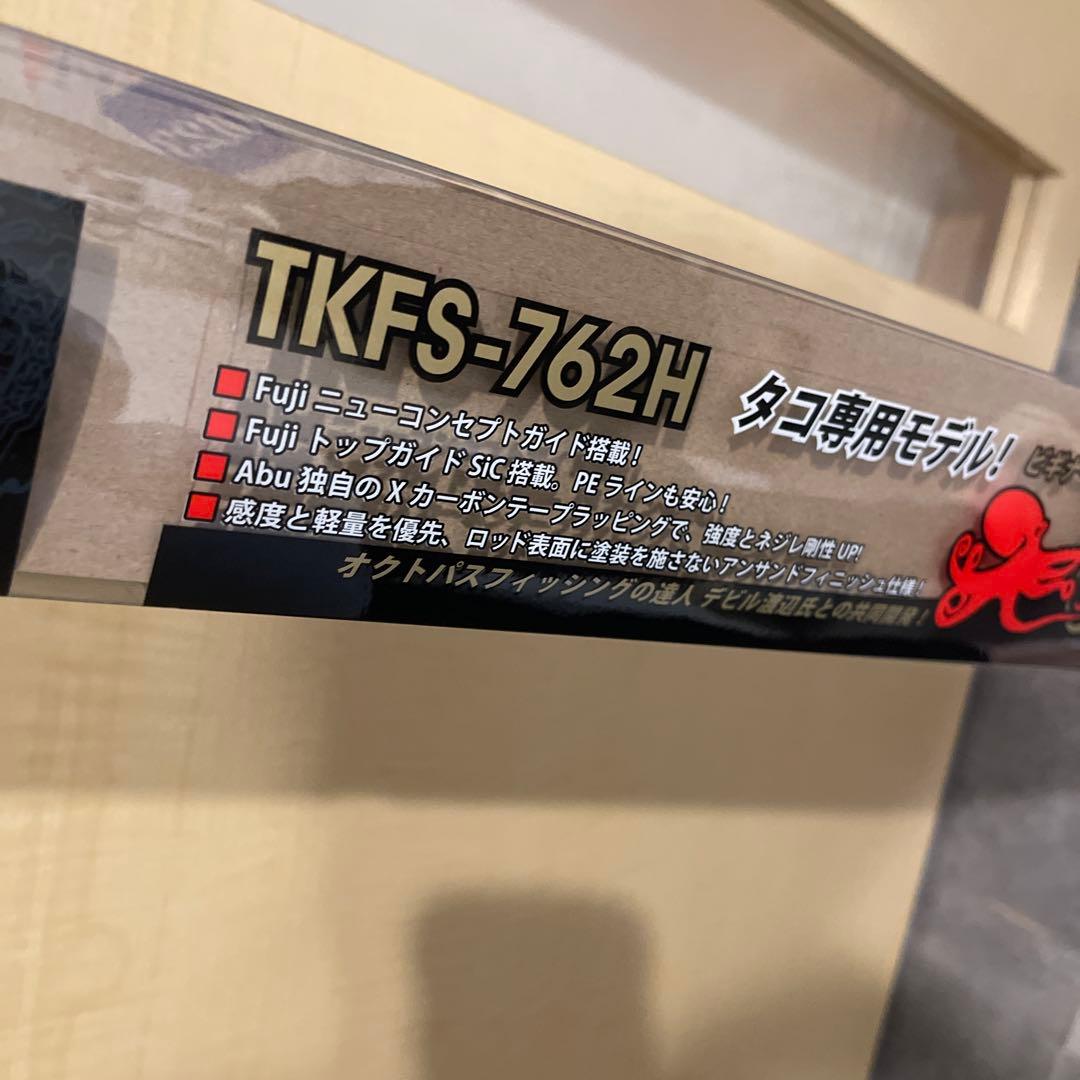 TKFS-762H
タコ専用モデル!
■Fuji ニューコンセプトガイド搭載!
■Fuji トップガイド SiC 搭載。PE ラインも安心!
■Abu 独自の X カーボンテープラッピングで、強度とネジレ剛性 UP!
■感度と軽量を優先、ロッド表面に塗装を施さないアンサンドフィニッシュ仕様!
オクトパスフィッシングの達人 デビル渡辺氏との共同開発!